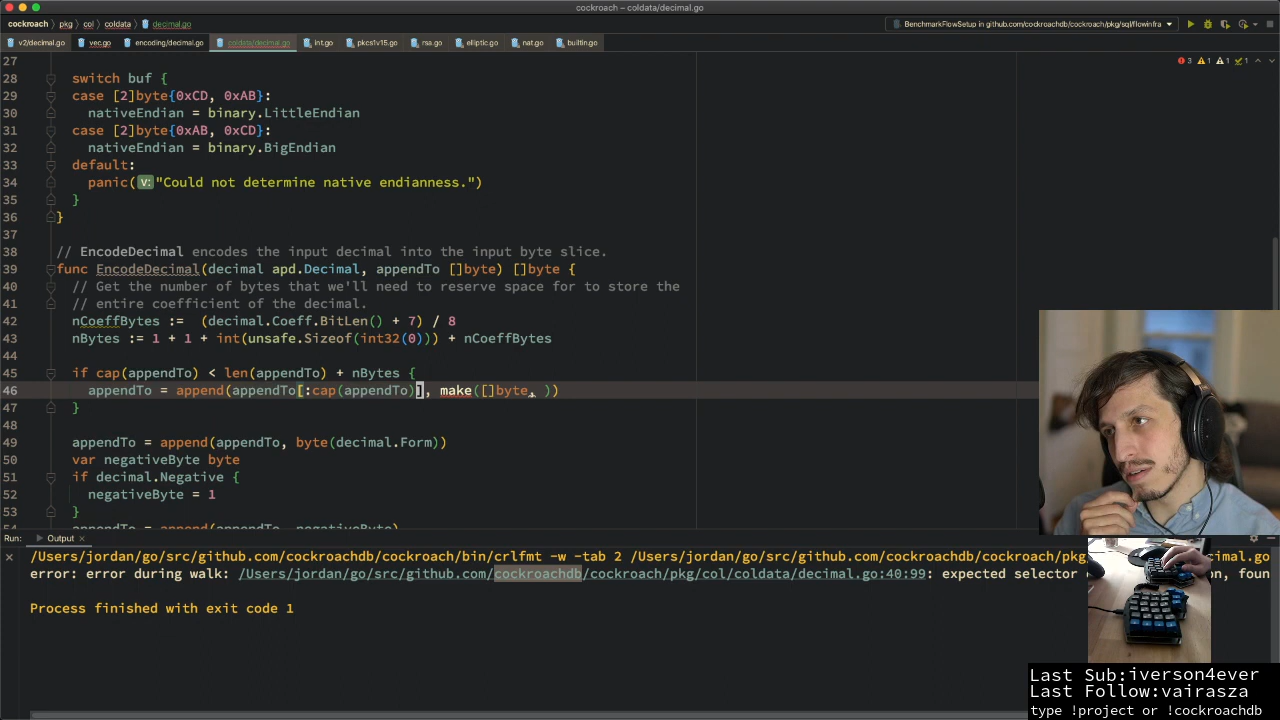 cockroach – coldata/decimal.go
cockroach › pkg › col › coldata › decimal.go
BenchmarkFlowSetup in github.com/cockroachdb/cockroach/pkg/sql/flowinfra
v2/decimal.go vec.go encoding/decimal.go coldata/decimal.go int.go pkcs1v15.go rsa.go elliptic.go nat.go builtin.go
27
3 1 1 1
28 switch buf {
29 case [2]byte{0xCD, 0xAB}:
30 nativeEndian = binary.LittleEndian
31 case [2]byte{0xAB, 0xCD}:
32 nativeEndian = binary.BigEndian
33 default:
34 panic( v: "Could not determine native endianness.")
35 }
36 }
37
38 // EncodeDecimal encodes the input decimal into the input byte slice.
39 func EncodeDecimal(decimal apd.Decimal, appendTo []byte) []byte {
40 // Get the number of bytes that we'll need to reserve space for to store the
41 // entire coefficient of the decimal.
42 nCoeffBytes := (decimal.Coeff.BitLen() + 7) / 8
43 nBytes := 1 + 1 + int(unsafe.Sizeof(int32(0))) + nCoeffBytes
44
45 if cap(appendTo) < len(appendTo) + nBytes {
46 appendTo = append(appendTo[:cap(appendTo)], make([]byte, ))
47 }
48
49 appendTo = append(appendTo, byte(decimal.Form))
50 var negativeByte byte
51 if decimal.Negative {
52 negativeByte = 1
53 }
54 appendTo = append(appendTo, negativeByte)
Run: Output
/Users/jordan/go/src/github.com/cockroachdb/cockroach/bin/crlfmt -w -tab 2 /Users/jordan/go/src/github.com/cockroachdb/cockroach/pkg decimal.go
error: error during walk: /Users/jordan/go/src/github.com/cockroachdb/cockroach/pkg/col/coldata/decimal.go:40:99: expected selector
Process finished with exit code 1
Last Sub:iverson4ever
Last Follow:vairasza
type !project or !cockroachdb